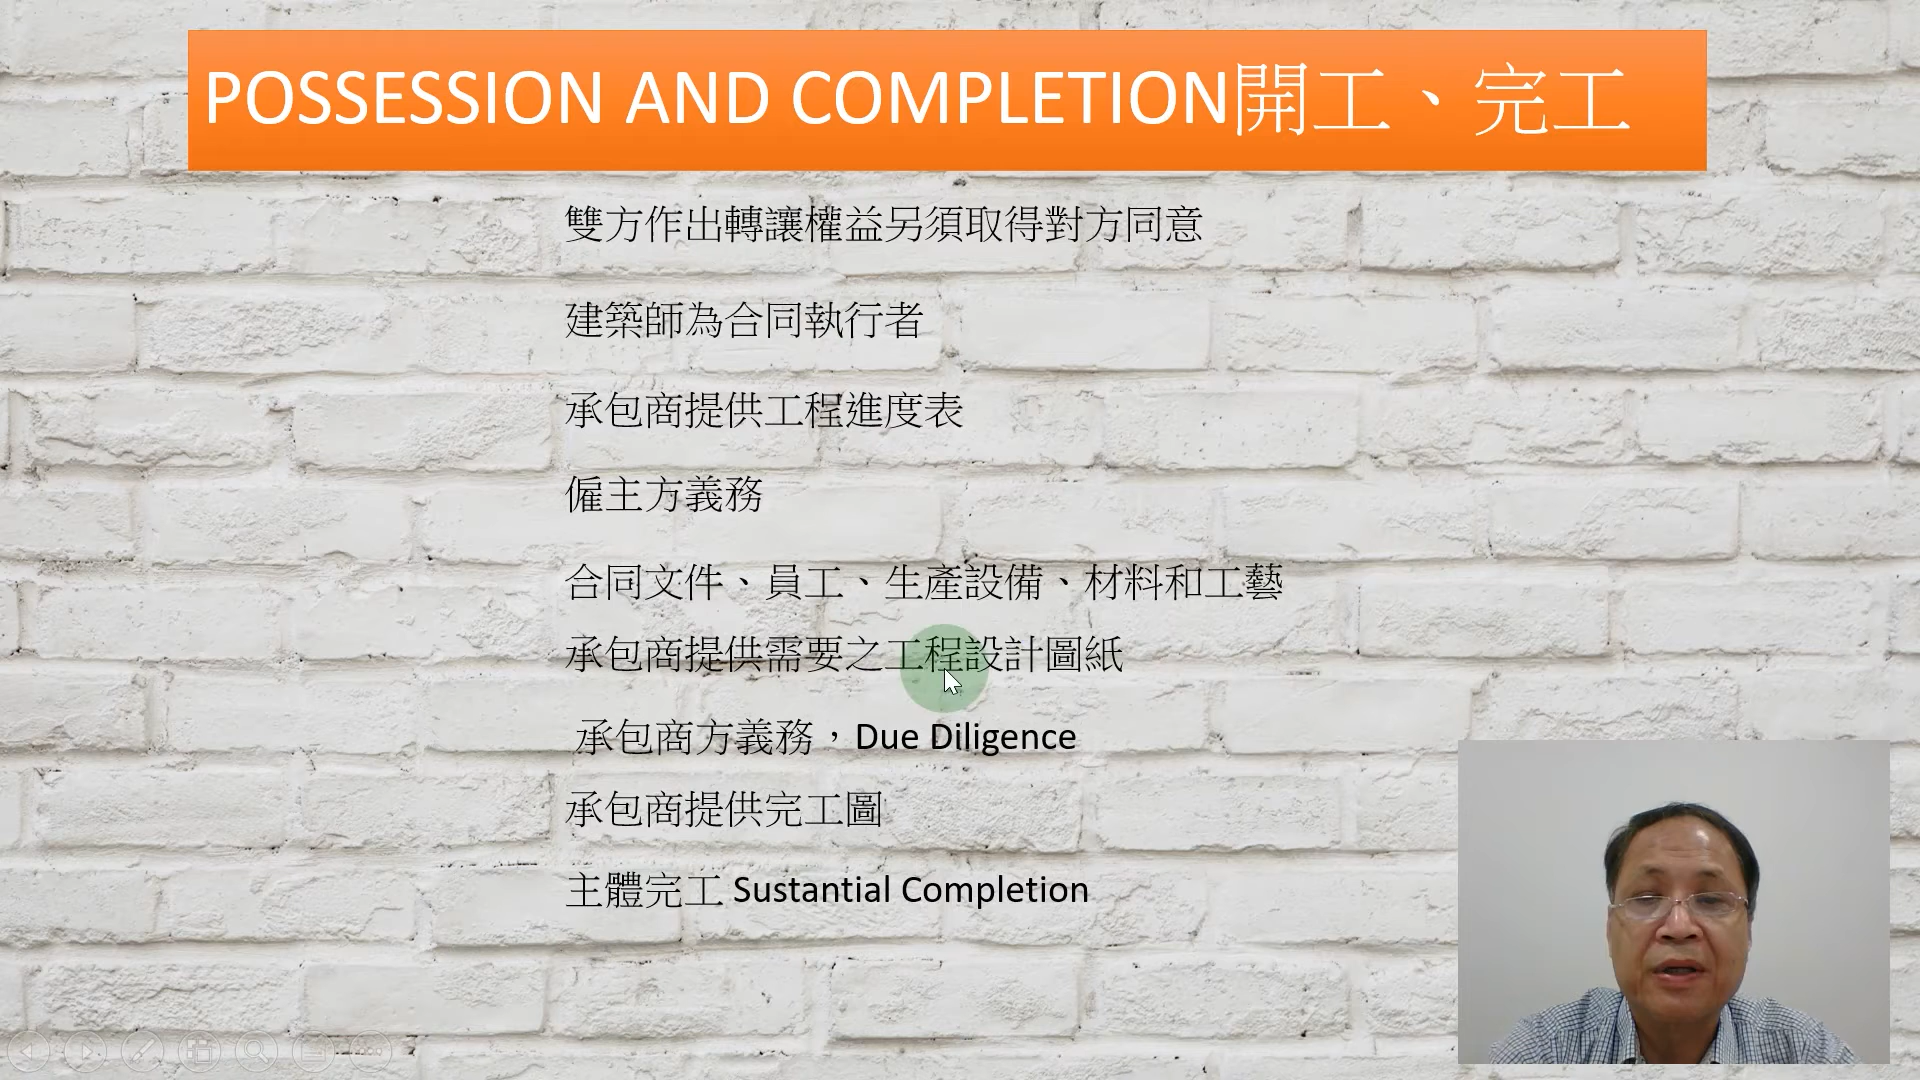 POSSESSION AND COMPLETION開工、完工
雙方作出轉讓權益另須取得對方同意
建築師為合同執行者
承包商提供工程進度表
僱主方義務
合同文件、員工、生產設備、材料和工藝
承包商提供需要之工程設計圖紙
承包商方義務，Due Diligence
承包商提供完工圖
主體完工 Sustantial Completion